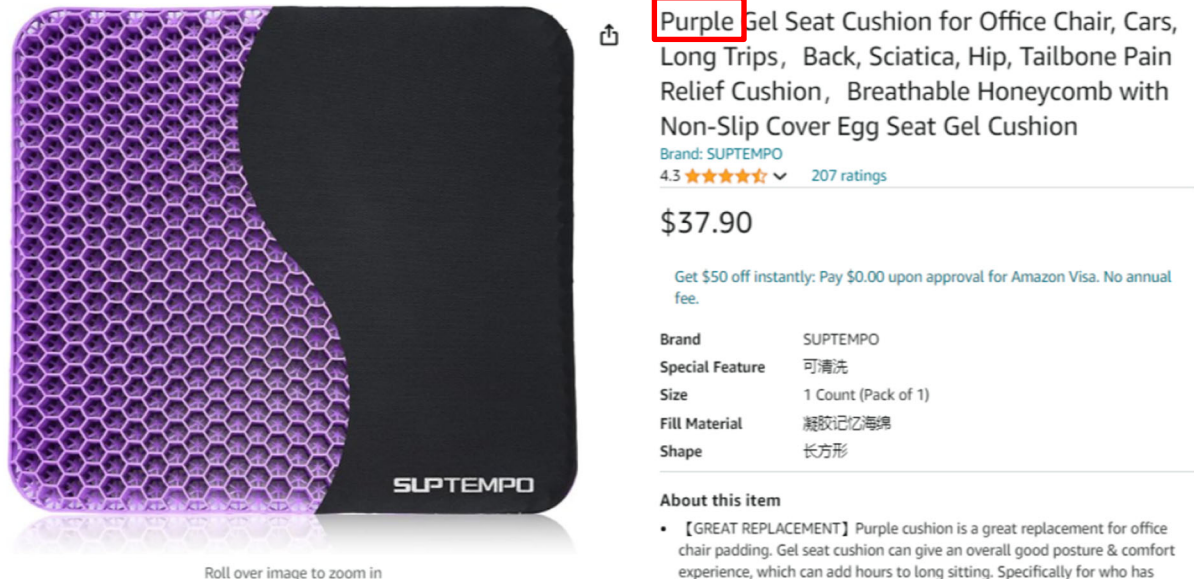 Purple Gel Seat Cushion for Office Chair, Cars,
Long Trips，Back, Sciatica, Hip, Tailbone Pain
Relief Cushion，Breathable Honeycomb with
Non-Slip Cover Egg Seat Gel Cushion
Brand: SUPTEMPO
4.3 207 ratings
$37.90
Get $50 off instantly: Pay $0.00 upon approval for Amazon Visa. No annual
fee.
Brand SUPTEMPO
Special Feature 可清洗
Size 1 Count (Pack of 1)
Fill Material 凝胶记忆海绵
Shape 长方形
About this item
• 【GREAT REPLACEMENT】Purple cushion is a great replacement for office
chair padding. Gel seat cushion can give an overall good posture & comfort
experience, which can add hours to long sitting. Specifically for who has
SUPTEMPO
Roll over image to zoom in